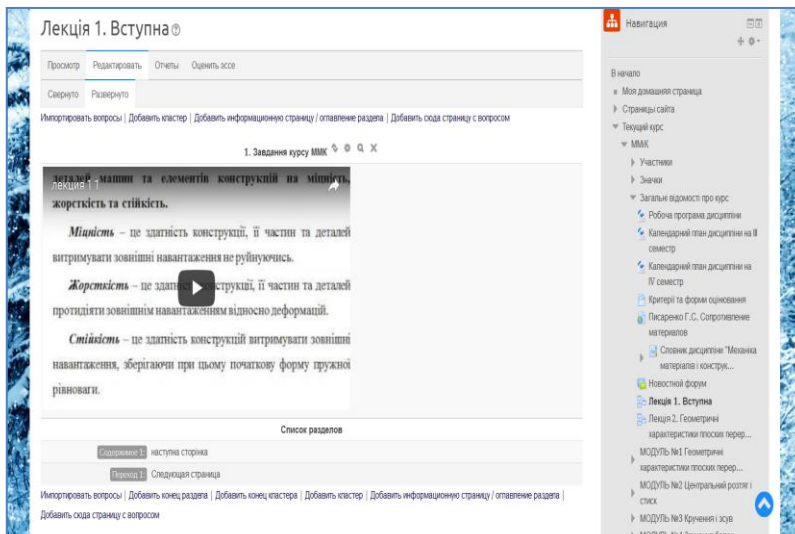 Лекція 1. Вступна
Просмотр Редактировать Отчеты Оценить эссе
Свернуто Развернуто
Импортировать вопросы | Добавить кластер | Добавить информационную страницу / оглавление раздела | Добавить сюда страницу с вопросом
1. Завдання курсу ММК
лекция 1 1
деталей машин та елементів конструкцій на міцність,
жорсткість та стійкість.
Міцність – це здатність конструкції, її частин та деталей
витримувати зовнішні навантаження не руйнуючись.
Жорсткість – це здатність конструкції, її частин та деталей
протидіяти зовнішнім навантаженням відносно деформацій.
Стійкість – це здатність конструкцій витримувати зовнішні
навантаження, зберігаючи при цьому початкову форму пружної
рівноваги.
Список разделов
Содержимое 1: наступна сторінка
Переход 1: Следующая страница
Импортировать вопросы | Добавить конец раздела | Добавить конец кластера | Добавить кластер | Добавить информационную страницу / оглавление раздела |
Добавить сюда страницу с вопросом
Навигация
В начало
Моя домашняя страница
Страницы сайта
Текущий курс
ММК
Участники
Значки
Загальні відомості про курс
Робоча програма дисципліни
Календарний план дисципліни на III
семестр
Календарний план дисципліни на
IV семестр
Критерії та форми оцінювання
Писаренко Г.С. Сопротивление
материалов
Словник дисципліни "Механіка
матеріалів і конструк...
Новостной форум
Лекція 1. Вступна
Лекція 2. Геометричні
характеристики плоских перер...
МОДУЛЬ №1 Геометричні
характеристики плоских перер...
МОДУЛЬ №2 Центральний розтяг і
стиск
МОДУЛЬ №3 Кручення і зсув